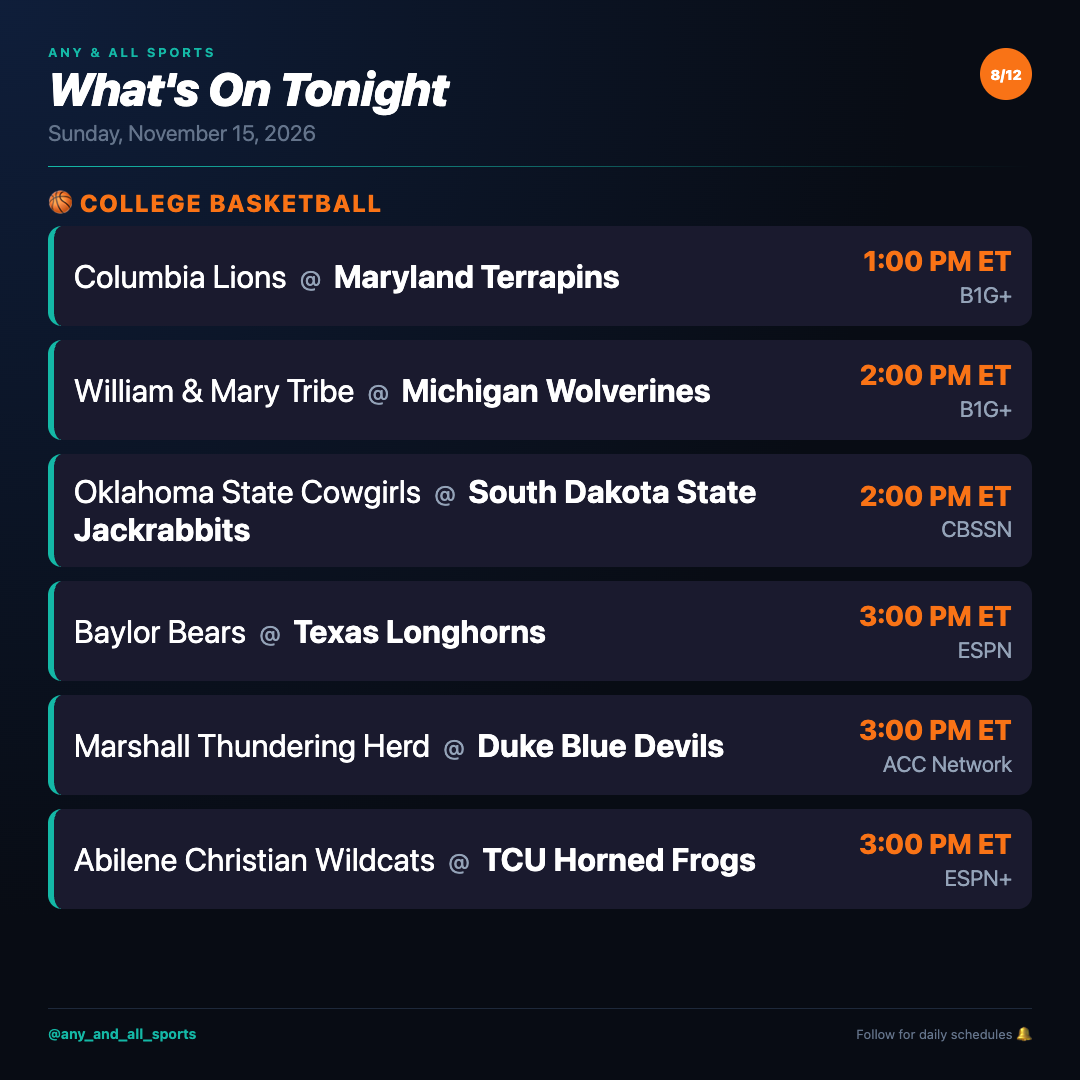 ANY & ALL SPORTS
What's On Tonight
Sunday, November 15, 2026
8/12
🏀 COLLEGE BASKETBALL
Columbia Lions @ Maryland Terrapins
1:00 PM ET
B1G+
William & Mary Tribe @ Michigan Wolverines
2:00 PM ET
B1G+
Oklahoma State Cowgirls @ South Dakota State
Jackrabbits
2:00 PM ET
CBSSN
Baylor Bears @ Texas Longhorns
3:00 PM ET
ESPN
Marshall Thundering Herd @ Duke Blue Devils
3:00 PM ET
ACC Network
Abilene Christian Wildcats @ TCU Horned Frogs
3:00 PM ET
ESPN+
@any_and_all_sports
Follow for daily schedules 🔔